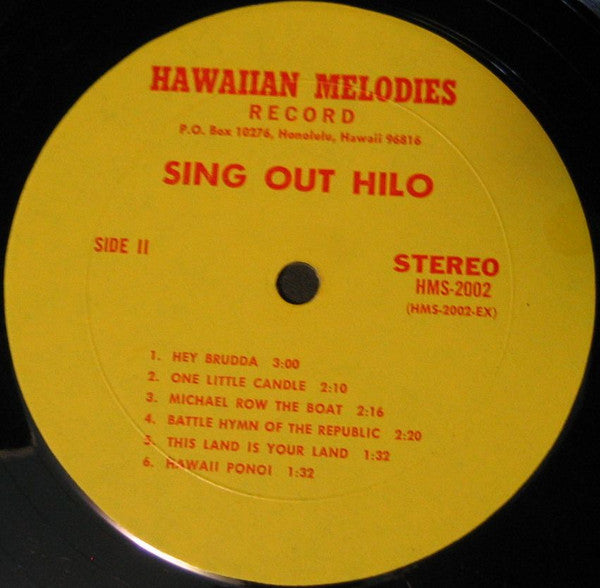 HAWAIIAN MELODIES
RECORD
P.O. Box 10276, Honolulu, Hawaii 96816
SING OUT HILO
SIDE II
STEREO
HMS-2002
(HMS-2002-EX)
1. HEY BRUDDA 3:00
2. ONE LITTLE CANDLE 2:10
3. MICHAEL ROW THE BOAT 2:16
4. BATTLE HYMN OF THE REPUBLIC 2:20
5. THIS LAND IS YOUR LAND 1:32
6. HAWAII PONOI 1:32